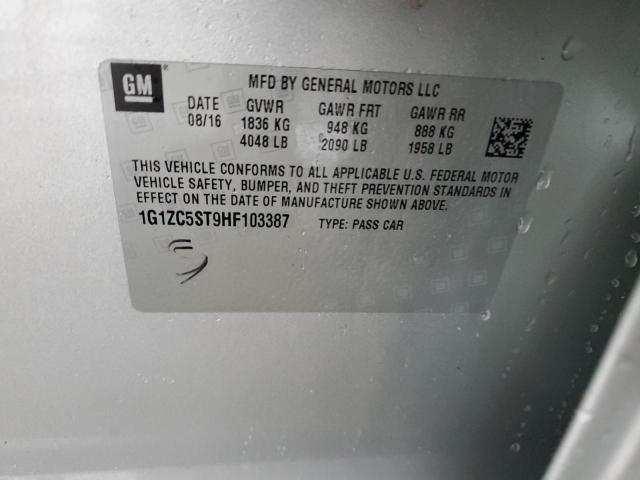 GM
MFD BY GENERAL MOTORS LLC
DATE GVWR GAWR FRT GAWR RR
08/16 1836 KG 948 KG 888 KG
4048 LB 2090 LB 1958 LB
THIS VEHICLE CONFORMS TO ALL APPLICABLE U.S. FEDERAL MOTOR
VEHICLE SAFETY, BUMPER, AND THEFT PREVENTION STANDARDS IN
EFFECT ON THE DATE OF MANUFACTURE SHOWN ABOVE.
1G1ZC5ST9HF103387 TYPE: PASS CAR